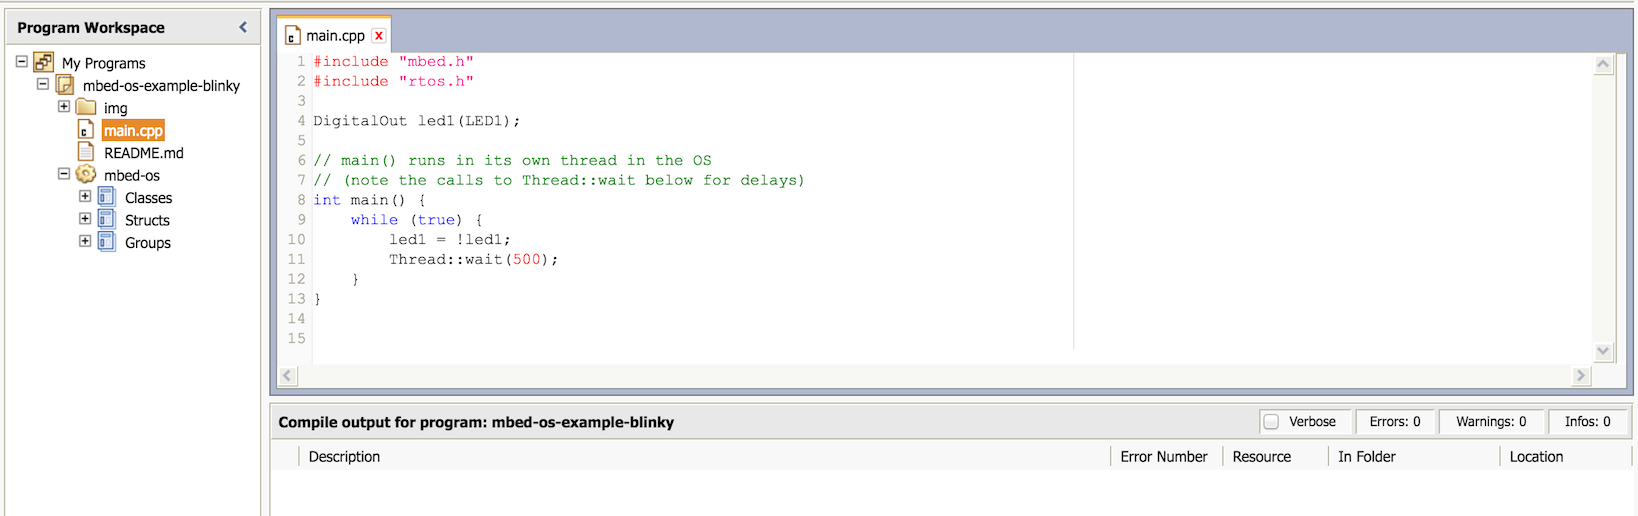 Program Workspace
My Programs
mbed-os-example-blinky
img
main.cpp
README.md
mbed-os
Classes
Structs
Groups
main.cpp x
1 #include "mbed.h"
2 #include "rtos.h"
3
4 DigitalOut led1(LED1);
5
6 // main() runs in its own thread in the OS
7 // (note the calls to Thread::wait below for delays)
8 int main() {
9     while (true) {
10         led1 = !led1;
11         Thread::wait(500);
12     }
13 }
14
15
Compile output for program: mbed-os-example-blinky Verbose Errors: 0 Warnings: 0 Infos: 0
Description Error Number Resource In Folder Location